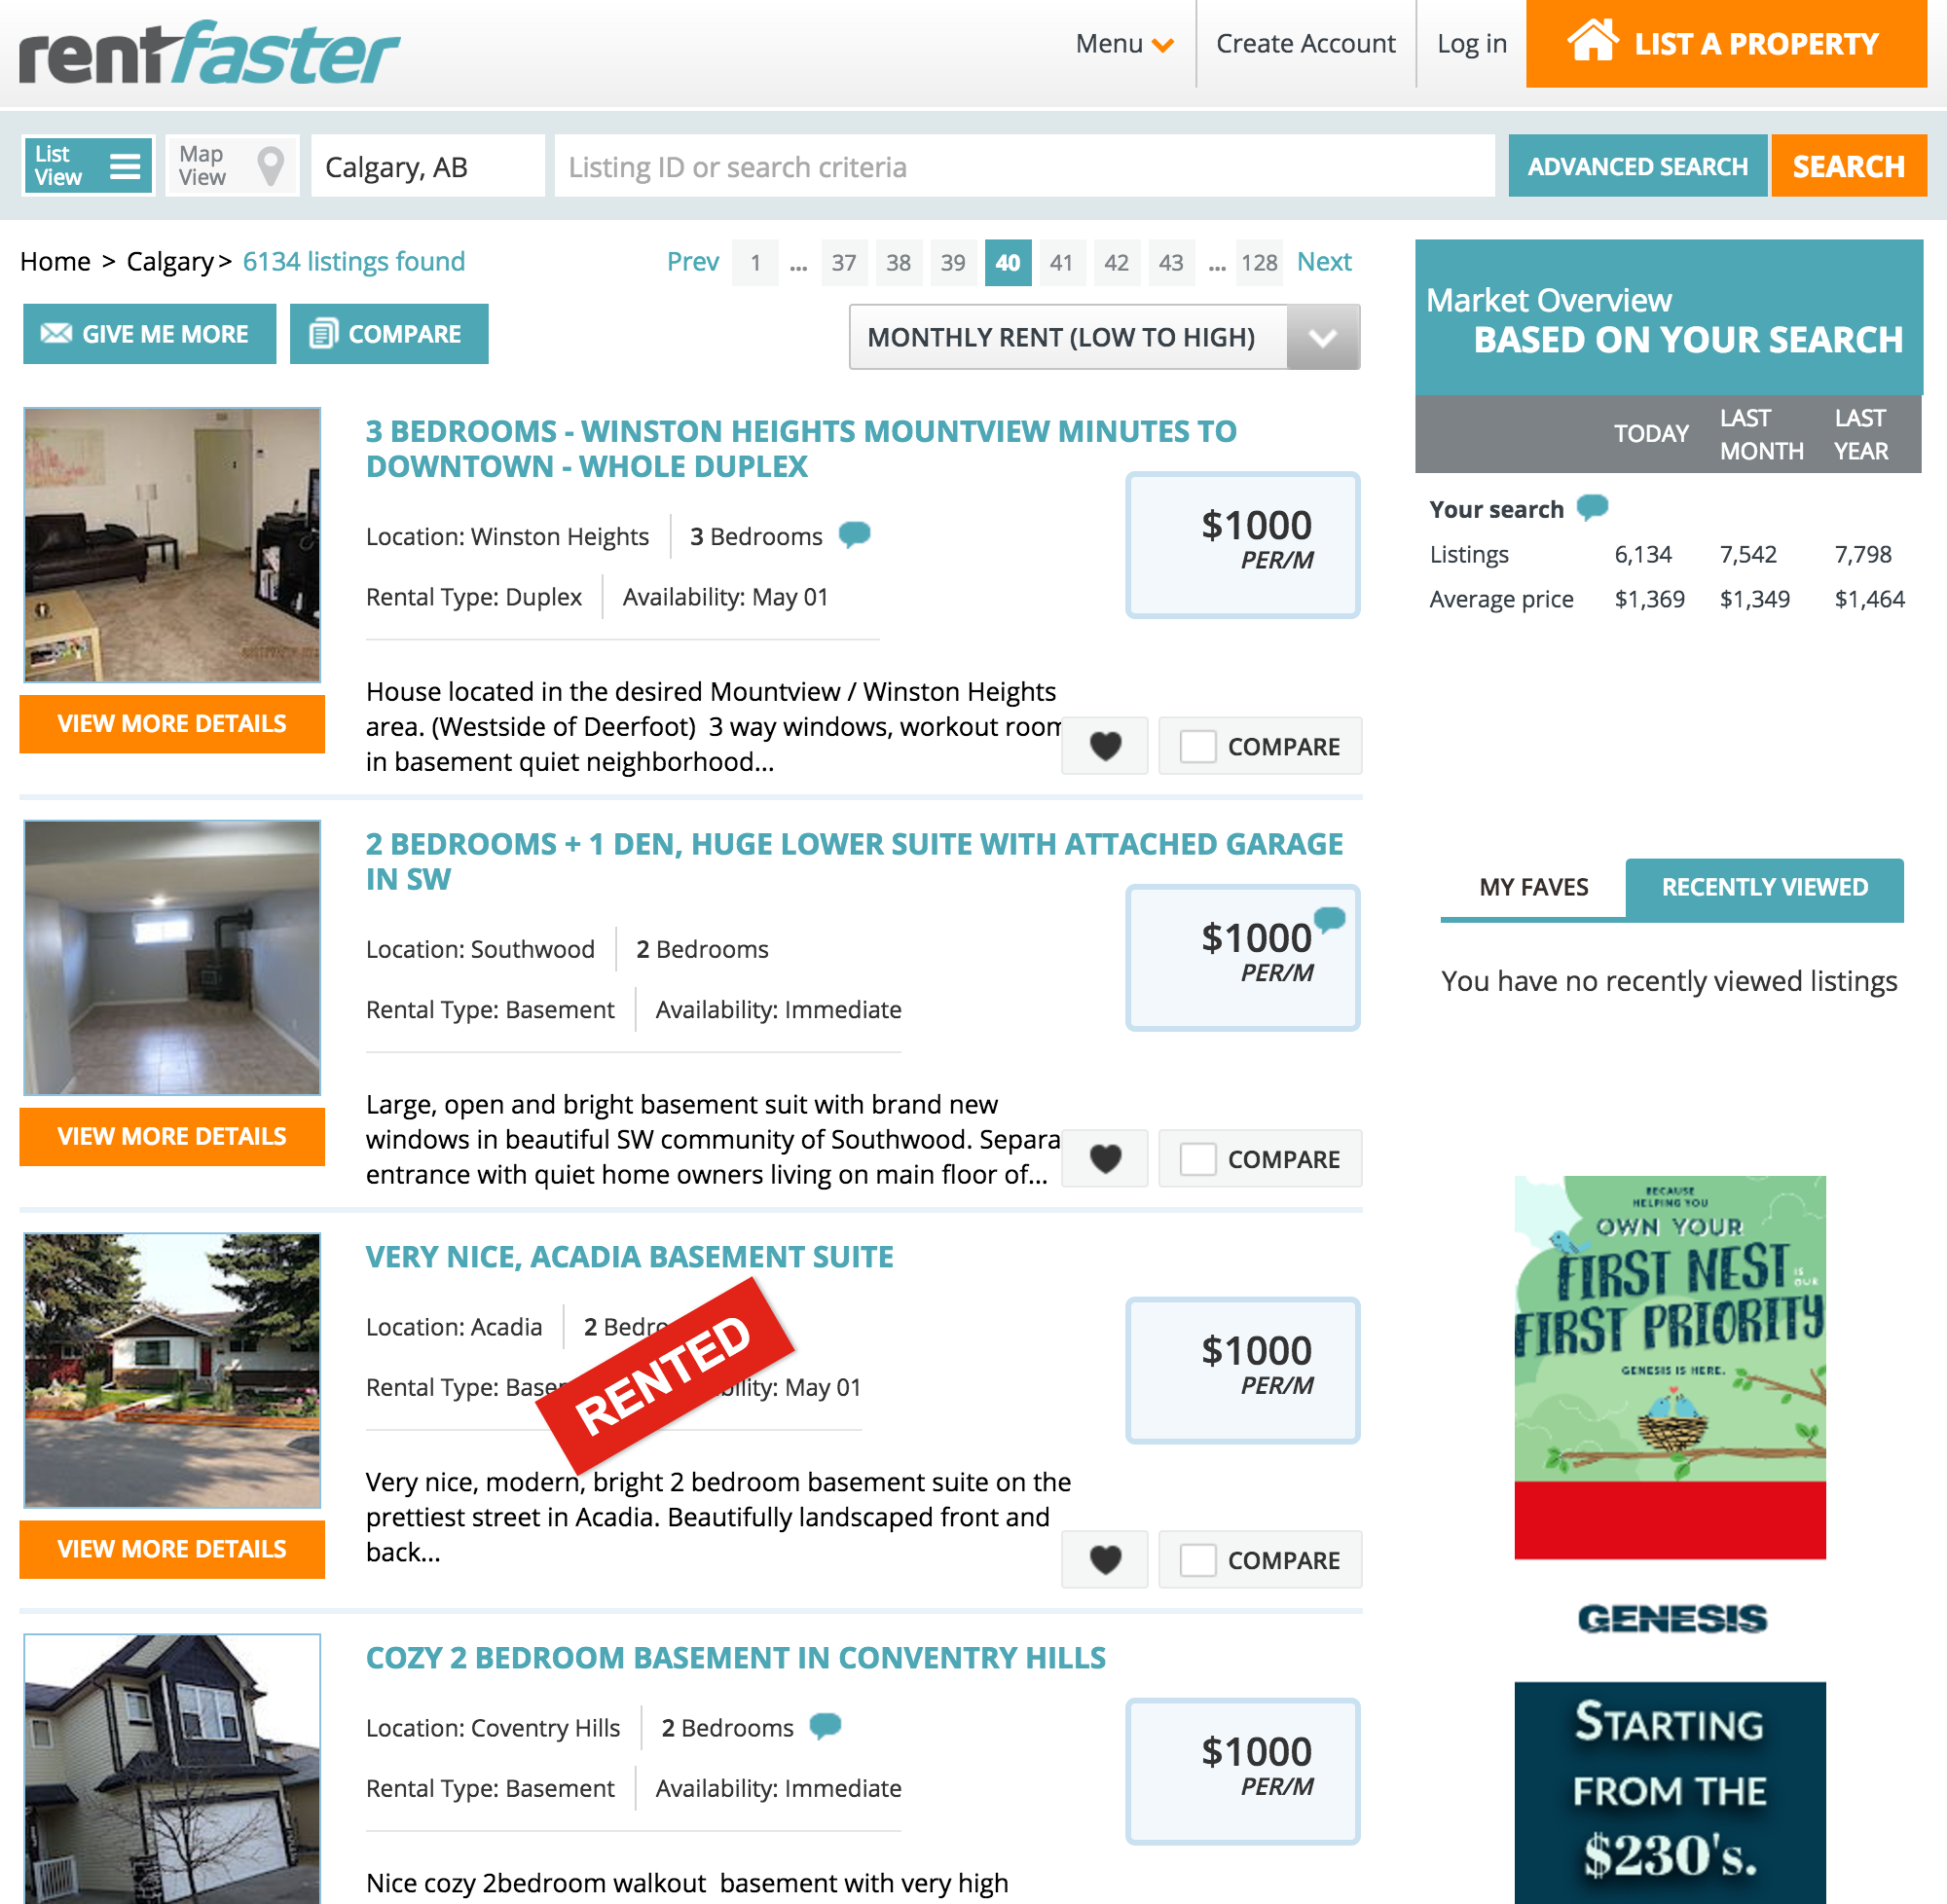 rentfaster
Menu
Create Account
Log in
LIST A PROPERTY
List
View
Map
View
Calgary, AB
Listing ID or search criteria
ADVANCED SEARCH
SEARCH
Home > Calgary > 6134 listings found
Prev 1 ... 37 38 39 40 41 42 43 ... 128 Next
GIVE ME MORE
COMPARE
MONTHLY RENT (LOW TO HIGH)
3 BEDROOMS - WINSTON HEIGHTS MOUNTVIEW MINUTES TO
DOWNTOWN - WHOLE DUPLEX
Location: Winston Heights
3 Bedrooms
Rental Type: Duplex
Availability: May 01
$1000
PER/M
House located in the desired Mountview / Winston Heights
area. (Westside of Deerfoot)  3 way windows, workout room
in basement quiet neighborhood...
VIEW MORE DETAILS
COMPARE
2 BEDROOMS + 1 DEN, HUGE LOWER SUITE WITH ATTACHED GARAGE
IN SW
Location: Southwood
2 Bedrooms
Rental Type: Basement
Availability: Immediate
$1000
PER/M
Large, open and bright basement suit with brand new
windows in beautiful SW community of Southwood. Separa
entrance with quiet home owners living on main floor of...
VIEW MORE DETAILS
COMPARE
VERY NICE, ACADIA BASEMENT SUITE
Location: Acadia
2 Bedro
Rental Type: Basem
bility: May 01
RENTED
$1000
PER/M
Very nice, modern, bright 2 bedroom basement suite on the
prettiest street in Acadia. Beautifully landscaped front and
back...
VIEW MORE DETAILS
COMPARE
COZY 2 BEDROOM BASEMENT IN CONVENTRY HILLS
Location: Coventry Hills
2 Bedrooms
Rental Type: Basement
Availability: Immediate
$1000
PER/M
Nice cozy 2bedroom walkout  basement with very high
Market Overview
BASED ON YOUR SEARCH
TODAY
LAST
MONTH
LAST
YEAR
Your search
Listings 6,134 7,542 7,798
Average price $1,369 $1,349 $1,464
MY FAVES
RECENTLY VIEWED
You have no recently viewed listings
BECAUSE
HELPING YOU
OWN YOUR
FIRST NEST
IS
OUR
FIRST PRIORITY
GENESIS IS HERE.
GENESIS
STARTING
FROM THE
$230's.